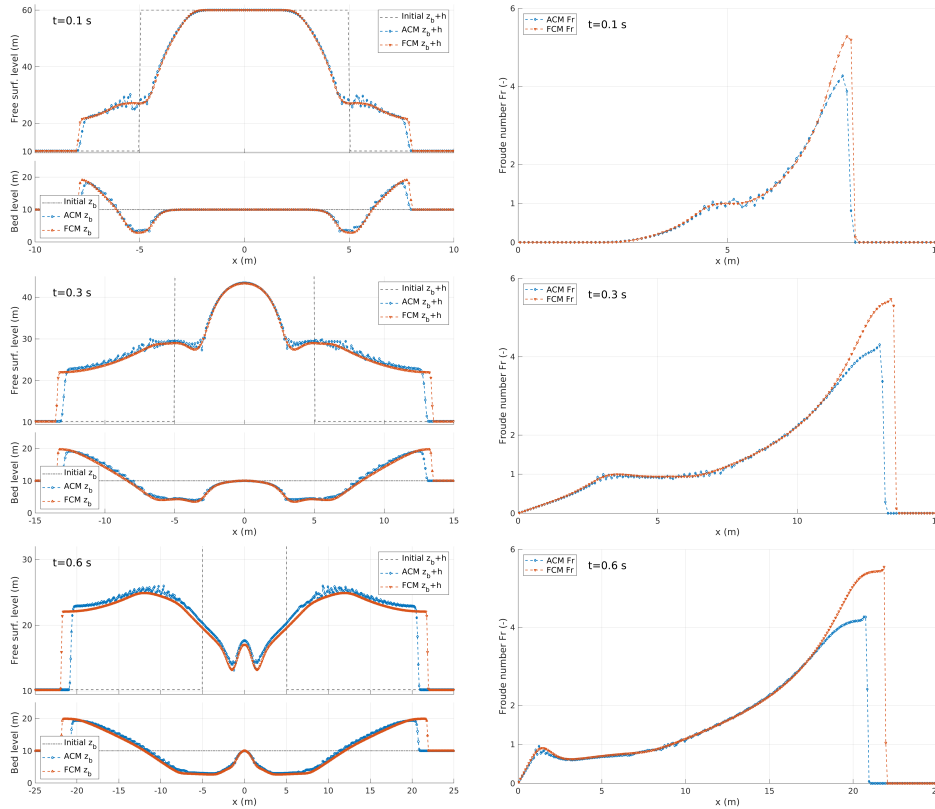 t=0.1 s
Initial z_b+h
ACM z_b+h
FCM z_b+h
Free surf. level (m)
60
40
20
10
Initial z_b
ACM z_b
FCM z_b
Bed level (m)
20
10
0
-10 -5 0 5 10
x (m)
ACM Fr
FCM Fr
t=0.1 s
Froude number Fr (-)
6
4
2
0
5
x (m)
t=0.3 s
Initial z_b+h
ACM z_b+h
FCM z_b+h
Free surf. level (m)
40
30
20
10
Initial z_b
ACM z_b
FCM z_b
Bed level (m)
20
10
0
-15 -10 -5 0 5 10 15
x (m)
ACM Fr
FCM Fr
t=0.3 s
Froude number Fr (-)
6
4
2
0
0 5 10
x (m)
t=0.6 s
Initial z_b+h
ACM z_b+h
FCM z_b+h
Free surf. level (m)
30
20
10
Initial z_b
ACM z_b
FCM z_b
Bed level (m)
20
10
0
-25 -20 -15 -10 -5 0 5 10 15 20 25
x (m)
ACM Fr
FCM Fr
t=0.6 s
Froude number Fr (-)
6
4
2
0
0 5 10 15 20
x (m)